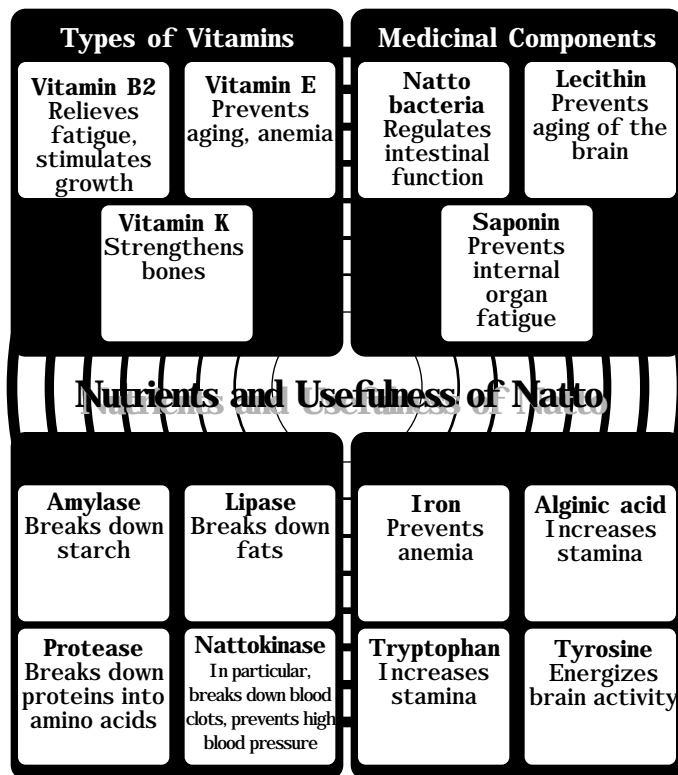 Types of Vitamins
Vitamin B2
Relieves
fatigue,
stimulates
growth
Vitamin E
Prevents
aging, anemia
Vitamin K
Strengthens
bones
Medicinal Components
Natto
bacteria
Regulates
intestinal
function
Lecithin
Prevents
aging of the
brain
Saponin
Prevents
internal
organ
fatigue
Nutrients and Usefulness of Natto
Amylase
Breaks down
starch
Lipase
Breaks down
fats
Protease
Breaks down
proteins into
amino acids
Nattokinase
In particular,
breaks down blood
clots, prevents high
blood pressure
Iron
Prevents
anemia
Alginic acid
Increases
stamina
Tryptophan
Increases
stamina
Tyrosine
Energizes
brain activity